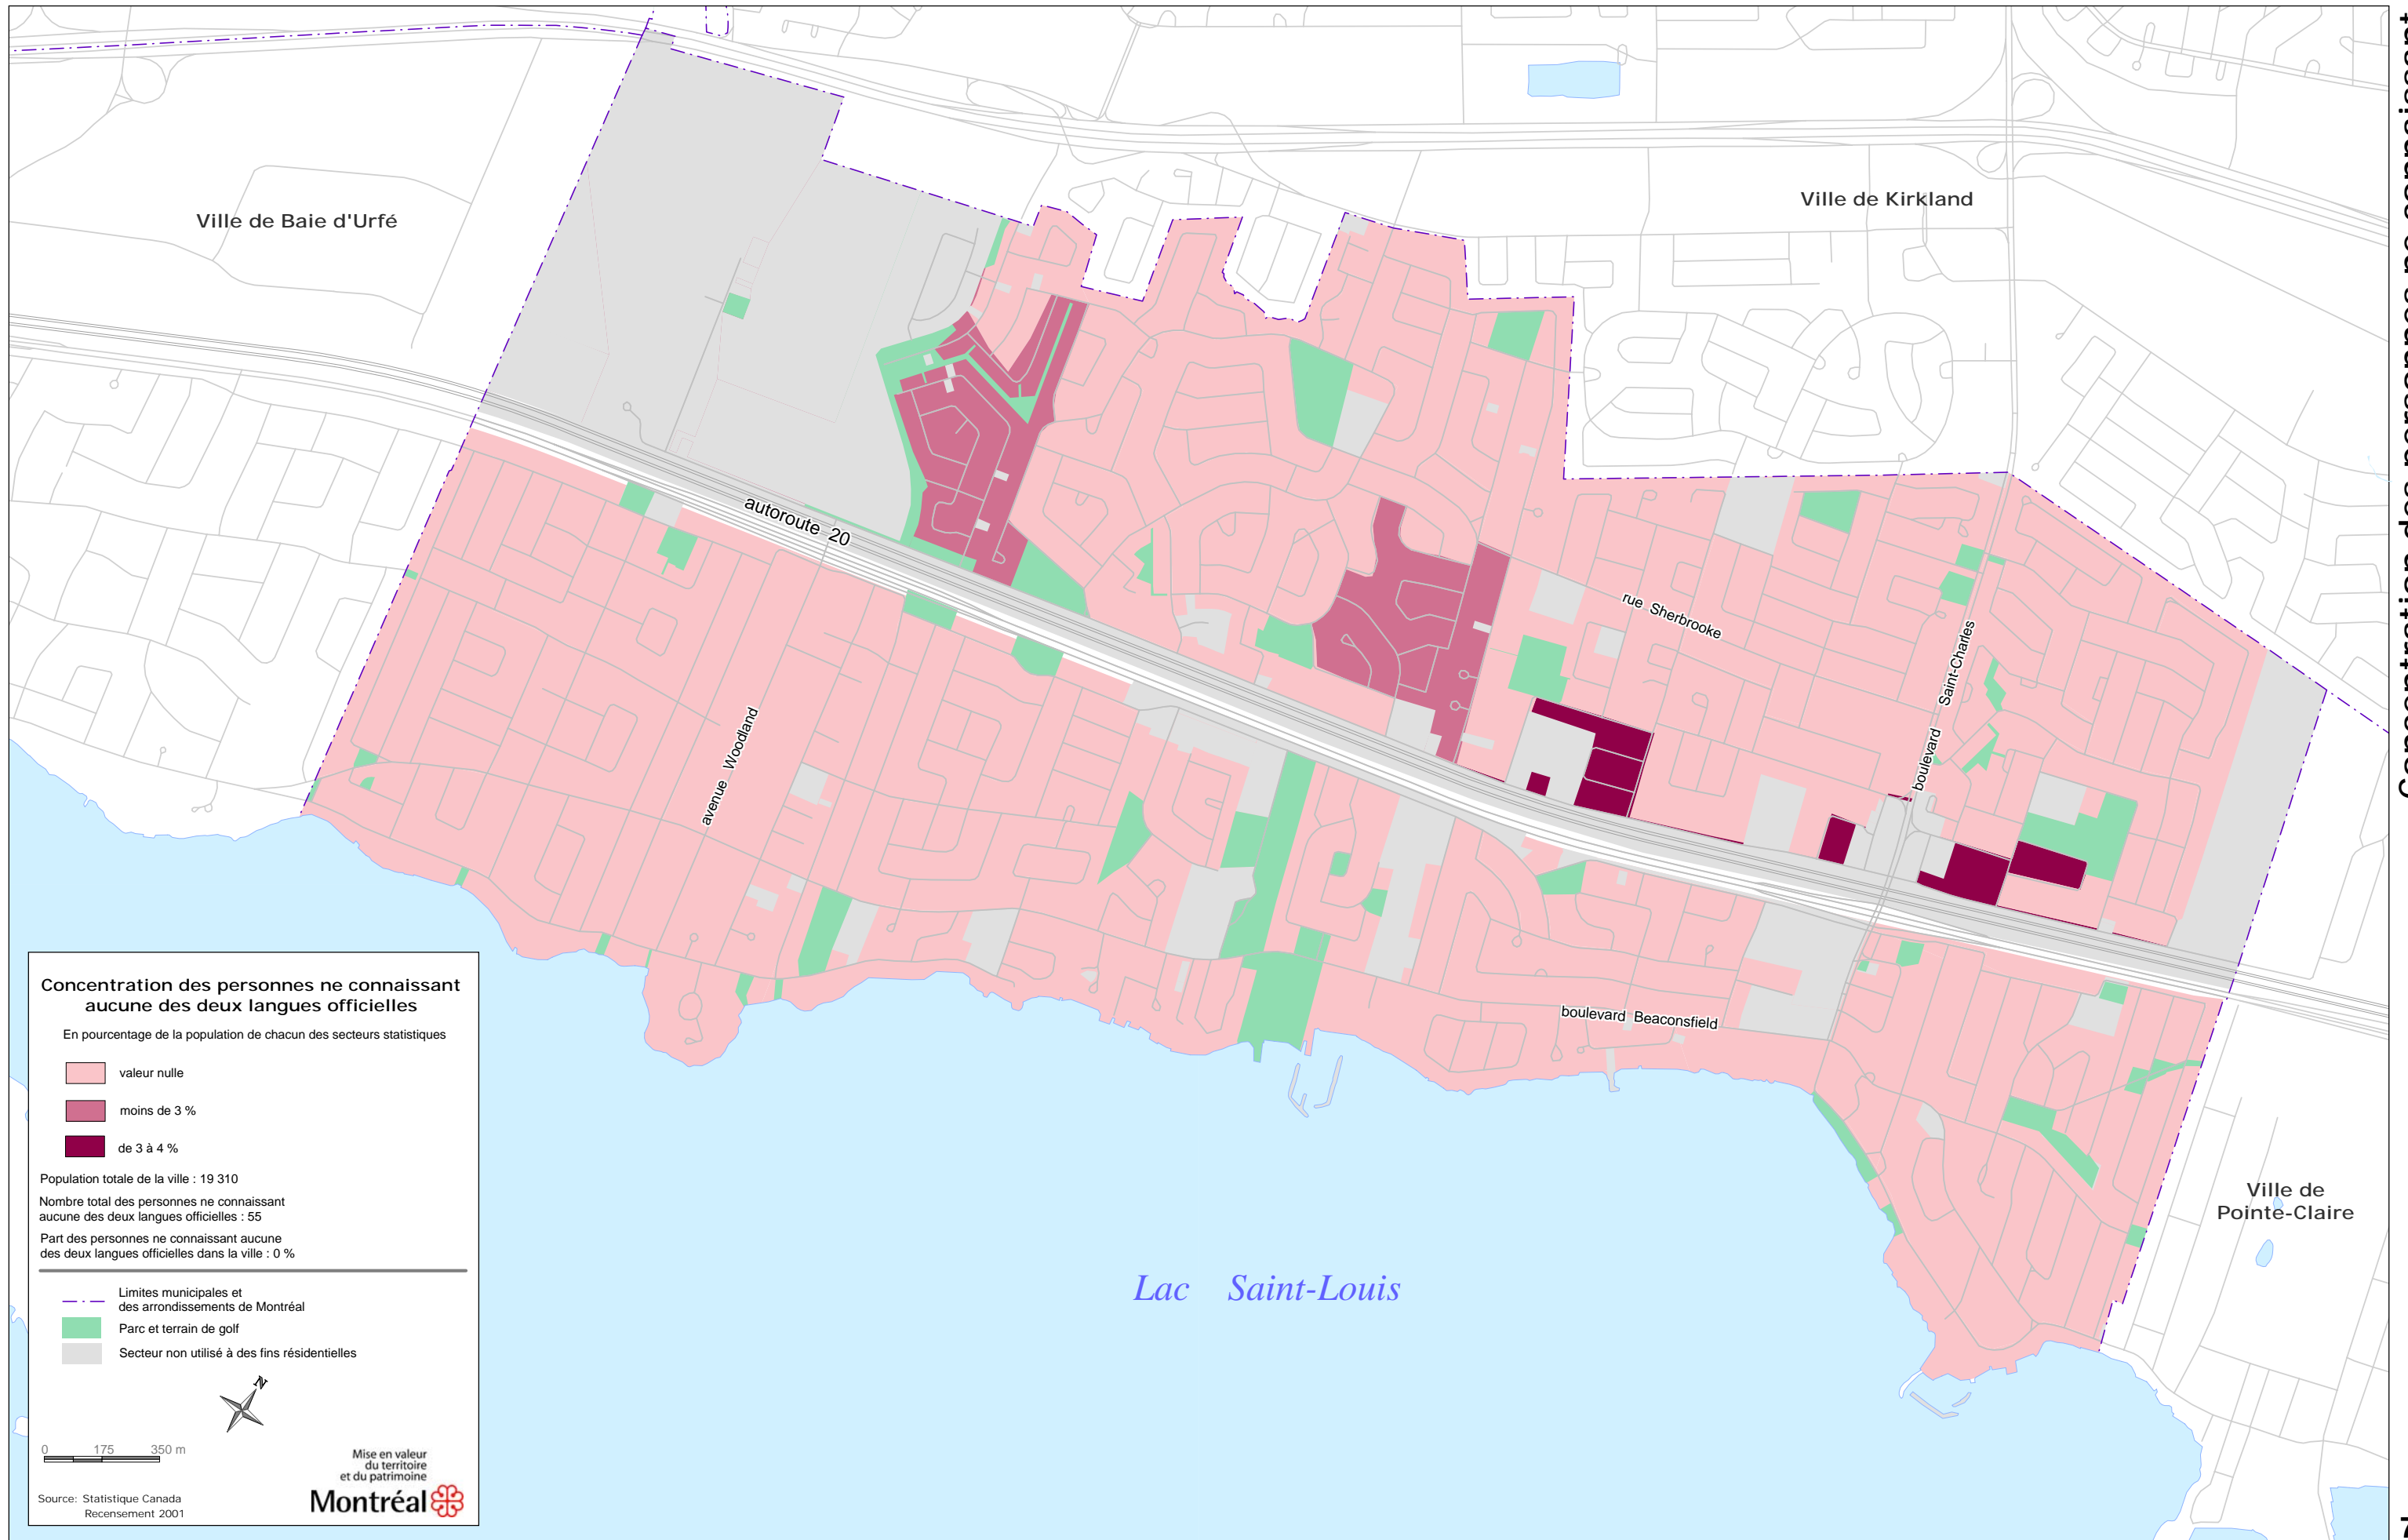 Ville de Baie d'Urfé
Ville de Kirkland
autoroute 20
rue Sherbrooke
boulevard Saint-Charles
avenue Woodland
boulevard Beaconsfield
Ville de
Pointe-Claire
Lac Saint-Louis
Concentration des personnes ne connaissant
aucune des deux langues officielles
En pourcentage de la population de chacun des secteurs statistiques
valeur nulle
moins de 3 %
de 3 à 4 %
Population totale de la ville : 19 310
Nombre total des personnes ne connaissant
aucune des deux langues officielles : 55
Part des personnes ne connaissant aucune
des deux langues officielles dans la ville : 0 %
Limites municipales et
des arrondissements de Montréal
Parc et terrain de golf
Secteur non utilisé à des fins résidentielles
N
0 175 350 m
Mise en valeur
du territoire
et du patrimoine
Montréal
Source: Statistique Canada
Recensement 2001